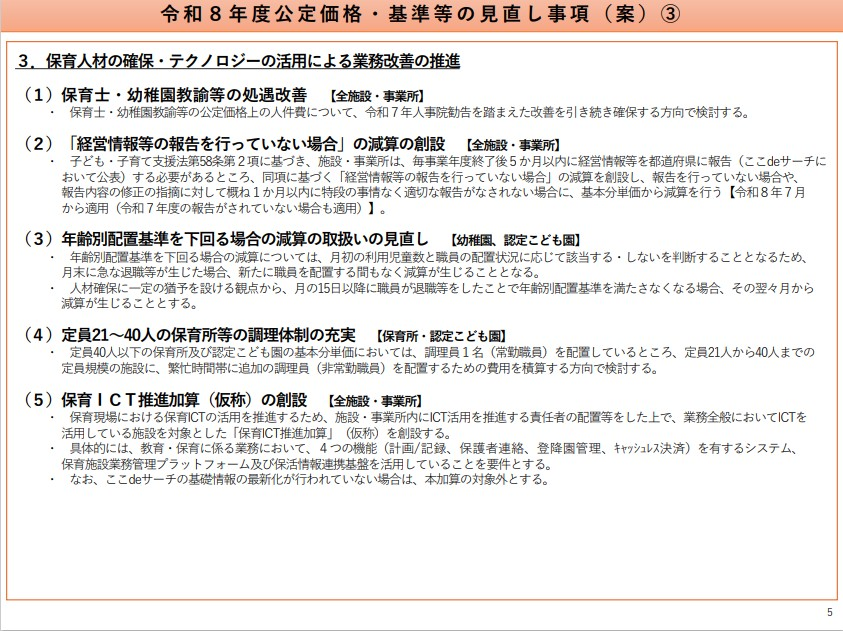 令和８年度公定価格・基準等の見直し事項（案）③
３．保育人材の確保・テクノロジーの活用による業務改善の推進
（１）保育士・幼稚園教諭等の処遇改善　【全施設・事業所】
・　保育士・幼稚園教諭等の公定価格上の人件費について、令和７年人事院勧告を踏まえた改善を引き続き確保する方向で検討する。
（２）「経営情報等の報告を行っていない場合」の減算の創設　【全施設・事業所】
・　子ども・子育て支援法第58条第２項に基づき、施設・事業所は、毎事業年度終了後５か月以内に経営情報等を都道府県に報告（ここdeサーチに
おいて公表）する必要があるところ、同項に基づく「経営情報等の報告を行っていない場合」の減算を創設し、報告を行っていない場合や、
報告内容の修正の指摘に対して概ね１か月以内に特段の事情なく適切な報告がなされない場合に、基本分単価から減算を行う【令和８年７月
から適用（令和７年度の報告がされていない場合も適用）】。
（３）年齢別配置基準を下回る場合の減算の取扱いの見直し　【幼稚園、認定こども園】
・　年齢別配置基準を下回る場合の減算については、月初の利用児童数と職員の配置状況に応じて該当する・しないを判断することとなるため、
月末に急な退職等が生じた場合、新たに職員を配置する間もなく減算が生じることとなる。
・　人材確保に一定の猶予を設ける観点から、月の15日以降に職員が退職等をしたことで年齢別配置基準を満たさなくなる場合、その翌々月から
減算が生じることとする。
（４）定員21～40人の保育所等の調理体制の充実　【保育所・認定こども園】
・　定員40人以下の保育所及び認定こども園の基本分単価においては、調理員１名（常勤職員）を配置しているところ、定員21人から40人までの
定員規模の施設に、繁忙時間帯に追加の調理員（非常勤職員）を配置するための費用を積算する方向で検討する。
（５）保育ＩＣＴ推進加算（仮称）の創設　【全施設・事業所】
・　保育現場における保育ICTの活用を推進するため、施設・事業所内にICT活用を推進する責任者の配置等をした上で、業務全般においてICTを
活用している施設を対象とした「保育ICT推進加算」（仮称）を創設する。
・　具体的には、教育・保育に係る業務において、４つの機能（計画/記録、保護者連絡、登降園管理、ｷｬｯｼｭﾚｽ決済）を有するシステム、
保育施設業務管理プラットフォーム及び保活情報連携基盤を活用していることを要件とする。
・　なお、ここdeサーチの基礎情報の最新化が行われていない場合は、本加算の対象外とする。
5